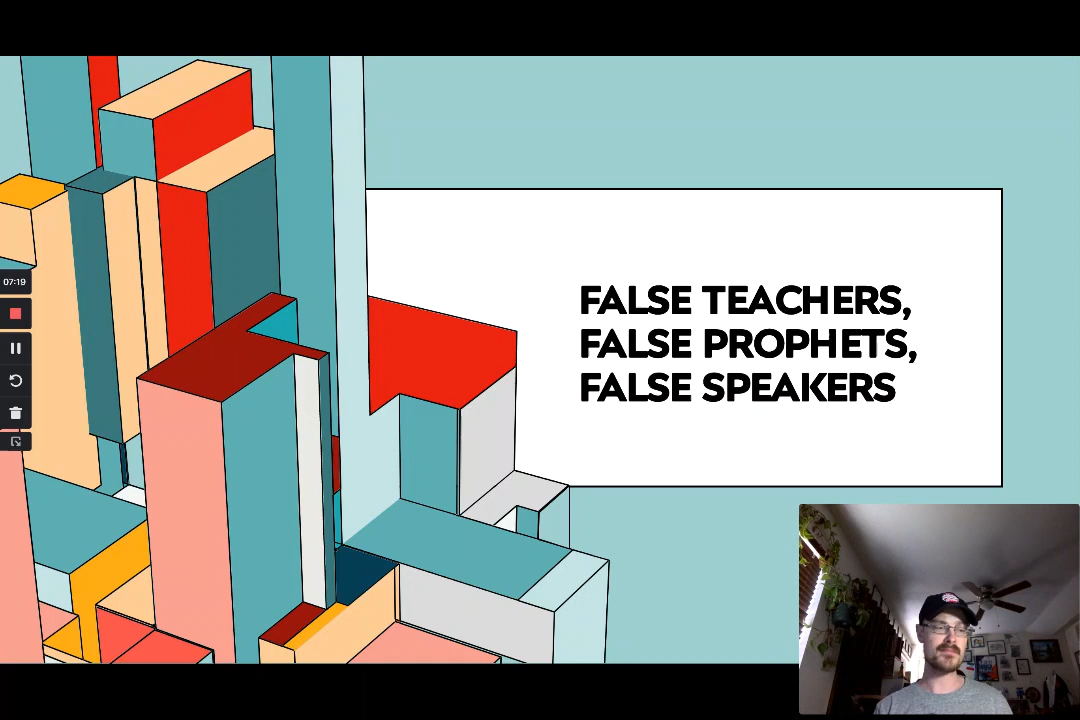 07:19
FALSE TEACHERS,
FALSE PROPHETS,
FALSE SPEAKERS